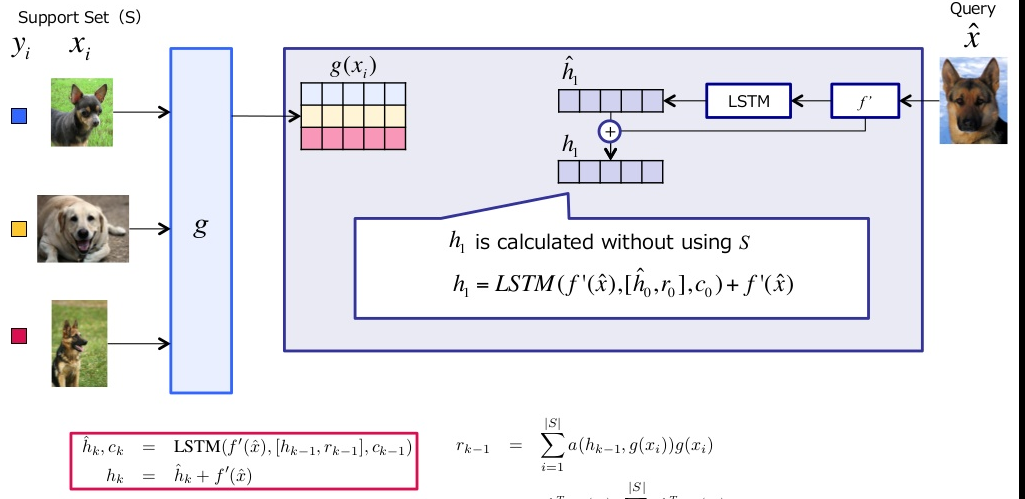 Support Set（S）
Query
y_i x_i
x̂
g(x_i)
ĥ_1
LSTM
f'
+
h_1
g
h_1 is calculated without using S
h_1 = LSTM(f'(x̂),[ĥ_0,r_0],c_0)+f'(x̂)
ĥ_k, c_k = LSTM(f'(x̂), [h_{k-1}, r_{k-1}], c_{k-1})
h_k = ĥ_k + f'(x̂)
r_{k-1} = ∑_{i=1}^{|S|} a(h_{k-1}, g(x_i))g(x_i)
|S|